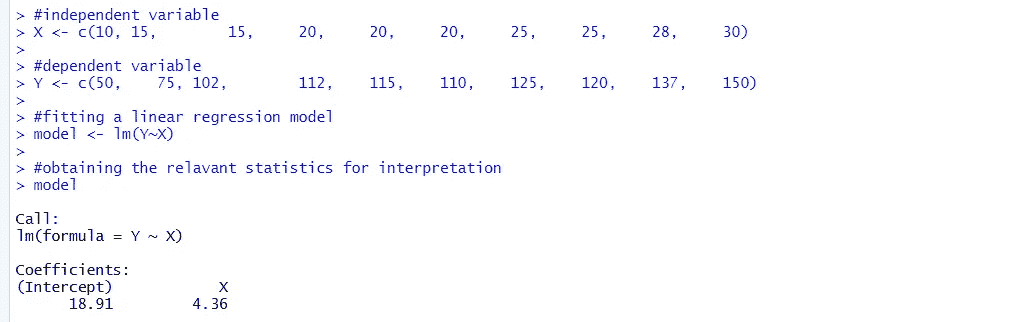 > #independent variable
> X <- c(10, 15, 15, 20, 20, 20, 25, 25, 28, 30)
>
> #dependent variable
> Y <- c(50, 75, 102, 112, 115, 110, 125, 120, 137, 150)
>
> #fitting a linear regression model
> model <- lm(Y~X)
>
> #obtaining the relavant statistics for interpretation
> model
Call:
lm(formula = Y ~ X)
Coefficients:
(Intercept) X
18.91 4.36